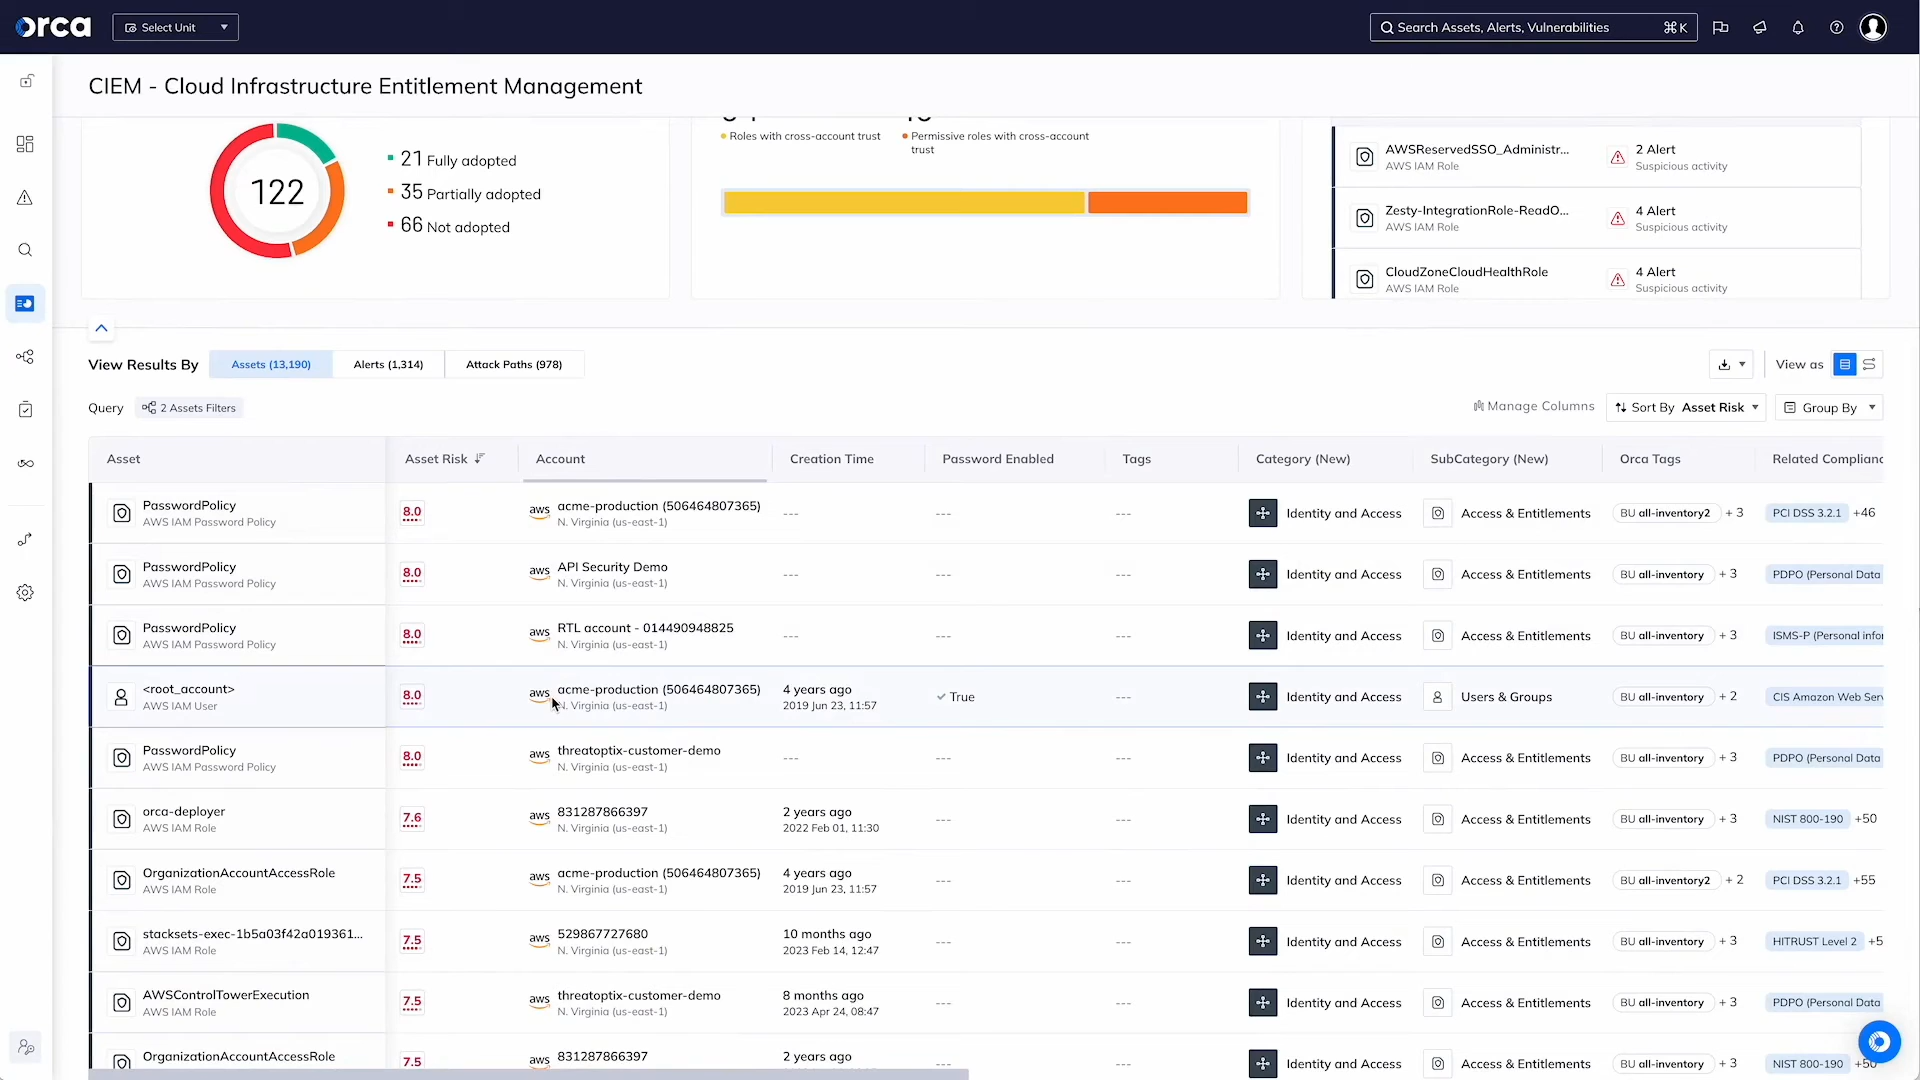 orca
Select Unit
Search Assets, Alerts, Vulnerabilities ⌘K
CIEM - Cloud Infrastructure Entitlement Management
122
21 Fully adopted
35 Partially adopted
66 Not adopted
Roles with cross-account trust
Permissive roles with cross-account
trust
AWSReservedSSO_Administr...
AWS IAM Role
2 Alert
Suspicious activity
Zesty-IntegrationRole-ReadO...
AWS IAM Role
4 Alert
Suspicious activity
CloudZoneCloudHealthRole
AWS IAM Role
4 Alert
Suspicious activity
View Results By Assets (13,190) Alerts (1,314) Attack Paths (978) View as
Query 2 Assets Filters Manage Columns Sort By Asset Risk Group By
Asset Asset Risk Account Creation Time Password Enabled Tags Category (New) SubCategory (New) Orca Tags Related Complianc
PasswordPolicy
AWS IAM Password Policy
8.0
aws
acme-production (506464807365)
N. Virginia (us-east-1)
--- --- --- Identity and Access Access & Entitlements BU all-inventory2 + 3 PCI DSS 3.2.1 +46
PasswordPolicy
AWS IAM Password Policy
8.0
aws
API Security Demo
N. Virginia (us-east-1)
--- --- --- Identity and Access Access & Entitlements BU all-inventory + 3 PDPO (Personal Data
PasswordPolicy
AWS IAM Password Policy
8.0
aws
RTL account - 014490948825
N. Virginia (us-east-1)
--- --- --- Identity and Access Access & Entitlements BU all-inventory + 3 ISMS-P (Personal infor
<root_account>
AWS IAM User
8.0
aws
acme-production (506464807365)
N. Virginia (us-east-1)
4 years ago
2019 Jun 23, 11:57
True --- Identity and Access Users & Groups BU all-inventory + 2 CIS Amazon Web Serv
PasswordPolicy
AWS IAM Password Policy
8.0
aws
threatoptix-customer-demo
N. Virginia (us-east-1)
--- --- --- Identity and Access Access & Entitlements BU all-inventory + 3 PDPO (Personal Data
orca-deployer
AWS IAM Role
7.6
aws
831287866397
N. Virginia (us-east-1)
2 years ago
2022 Feb 01, 11:30
--- --- Identity and Access Access & Entitlements BU all-inventory + 3 NIST 800-190 +50
OrganizationAccountAccessRole
AWS IAM Role
7.5
aws
acme-production (506464807365)
N. Virginia (us-east-1)
4 years ago
2019 Jun 23, 11:57
--- --- Identity and Access Access & Entitlements BU all-inventory2 + 2 PCI DSS 3.2.1 +55
stacksets-exec-1b5a03f42a019361...
AWS IAM Role
7.5
aws
529867727680
N. Virginia (us-east-1)
10 months ago
2023 Feb 14, 12:47
--- --- Identity and Access Access & Entitlements BU all-inventory + 3 HITRUST Level 2 +5
AWSControlTowerExecution
AWS IAM Role
7.5
aws
threatoptix-customer-demo
N. Virginia (us-east-1)
8 months ago
2023 Apr 24, 08:47
--- --- Identity and Access Access & Entitlements BU all-inventory + 3 PDPO (Personal Data
OrganizationAccountAccessRole
7.5
aws
831287866397
2 years ago
--- --- Identity and Access Access & Entitlements BU all-inventory + 3 NIST 800-190 +50